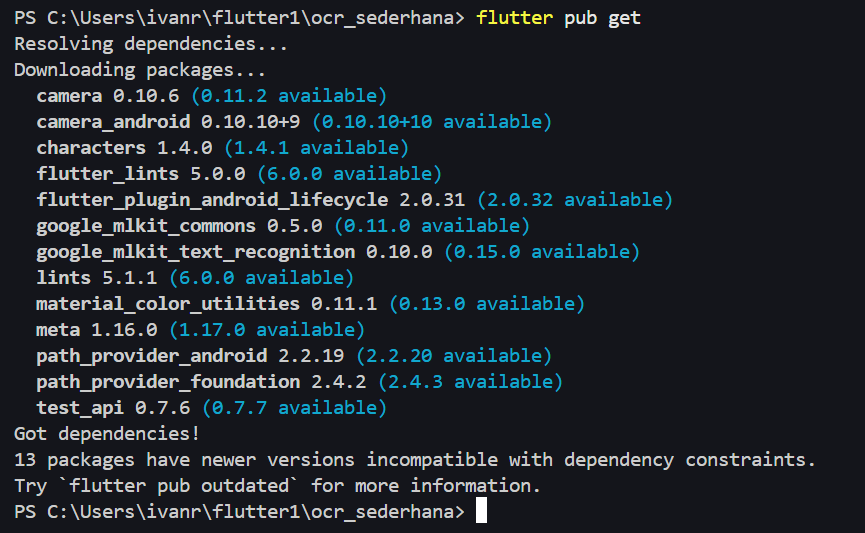 PS C:\Users\ivanr\flutter1\ocr_sederhana> flutter pub get
Resolving dependencies...
Downloading packages...
  camera 0.10.6 (0.11.2 available)
  camera_android 0.10.10+9 (0.10.10+10 available)
  characters 1.4.0 (1.4.1 available)
  flutter_lints 5.0.0 (6.0.0 available)
  flutter_plugin_android_lifecycle 2.0.31 (2.0.32 available)
  google_mlkit_commons 0.5.0 (0.11.0 available)
  google_mlkit_text_recognition 0.10.0 (0.15.0 available)
  lints 5.1.1 (6.0.0 available)
  material_color_utilities 0.11.1 (0.13.0 available)
  meta 1.16.0 (1.17.0 available)
  path_provider_android 2.2.19 (2.2.20 available)
  path_provider_foundation 2.4.2 (2.4.3 available)
  test_api 0.7.6 (0.7.7 available)
Got dependencies!
13 packages have newer versions incompatible with dependency constraints.
Try `flutter pub outdated` for more information.
PS C:\Users\ivanr\flutter1\ocr_sederhana>